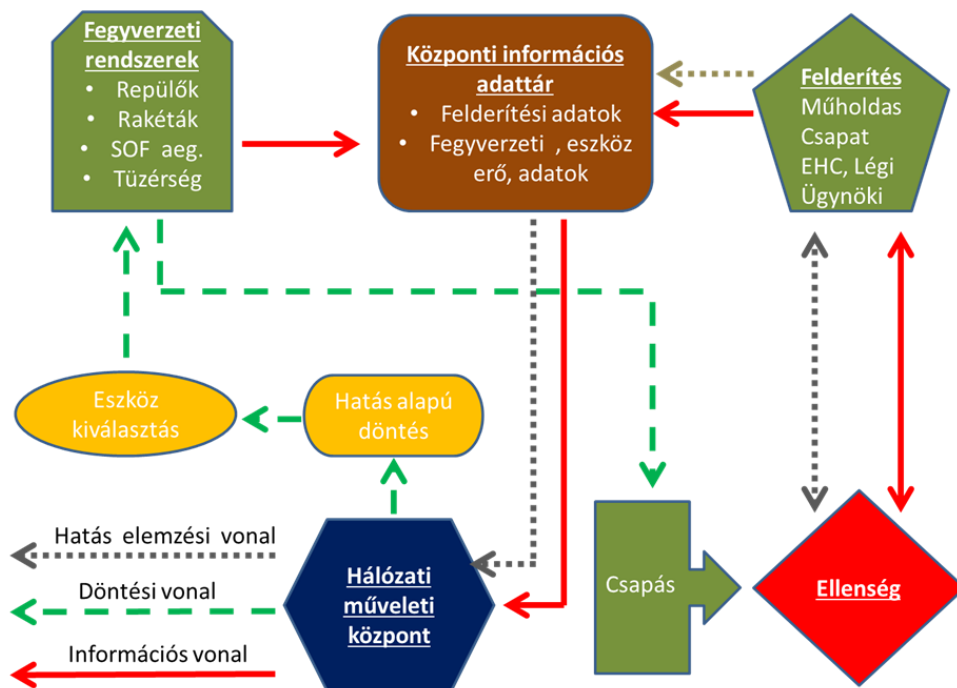 Fegyverzeti
rendszerek
• Repülők
• Rakéták
• SOF aeg.
• Tüzérség
Központi információs
adattár
• Felderítési adatok
• Fegyverzeti , eszköz
erő, adatok
Felderítés
Műholdas
Csapat
EHC, Légi
Ügynöki
Eszköz
kiválasztás
Hatás alapú
döntés
Hatás elemzési vonal
Döntési vonal
Információs vonal
Hálózati
műveleti
központ
Csapás
Ellenség